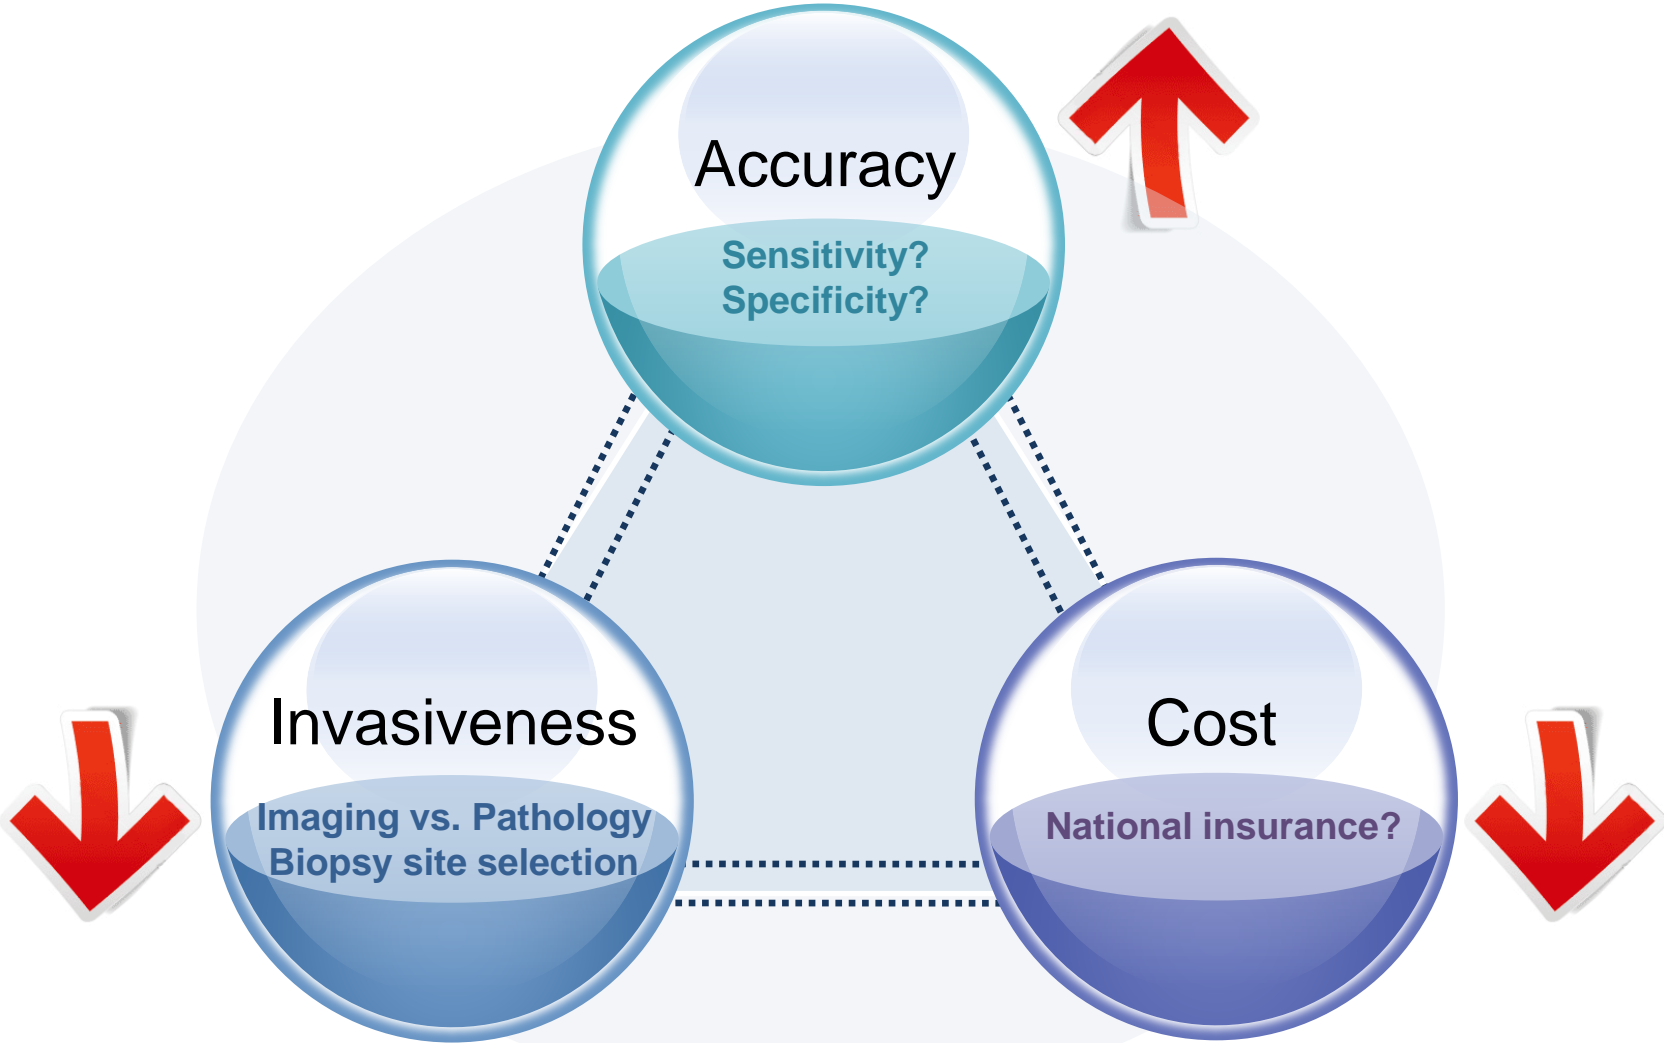 Accuracy
Sensitivity?
Specificity?
Invasiveness
Imaging vs. Pathology
Biopsy site selection
Cost
National insurance?